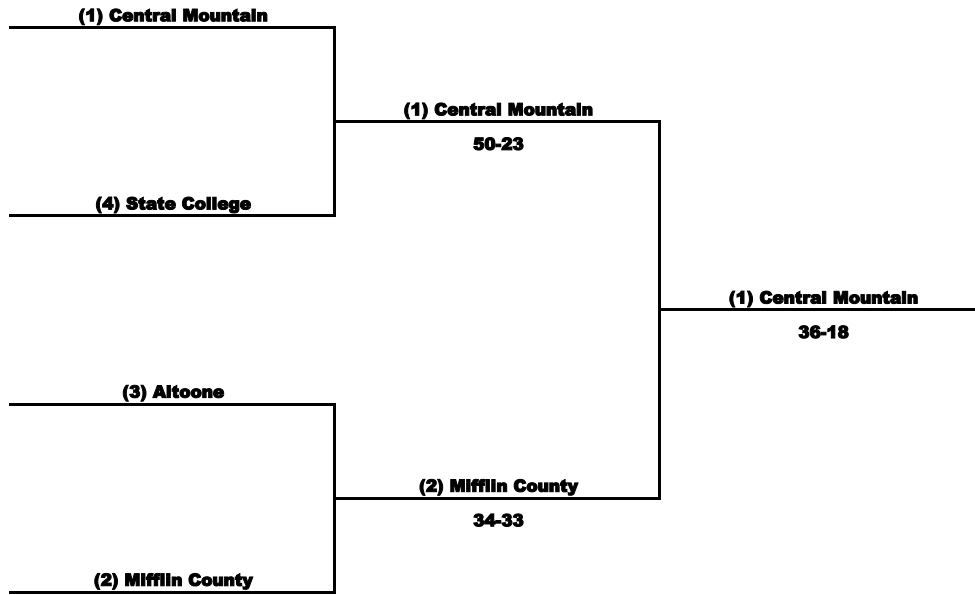 (1) Central Mountain
(1) Central Mountain
50-23
(4) State College
(1) Central Mountain
36-18
(3) Altoone
(2) Mifflin County
34-33
(2) Mifflin County